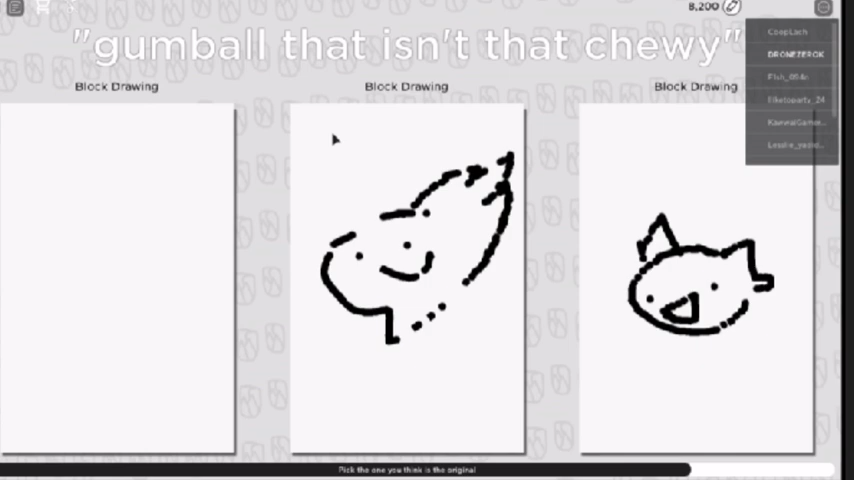 8,200
"gumball that isn't that chewy"
CoopLach
DRONEZEROK
Block Drawing
Block Drawing
Block Drawing
Pick the one you think is the original